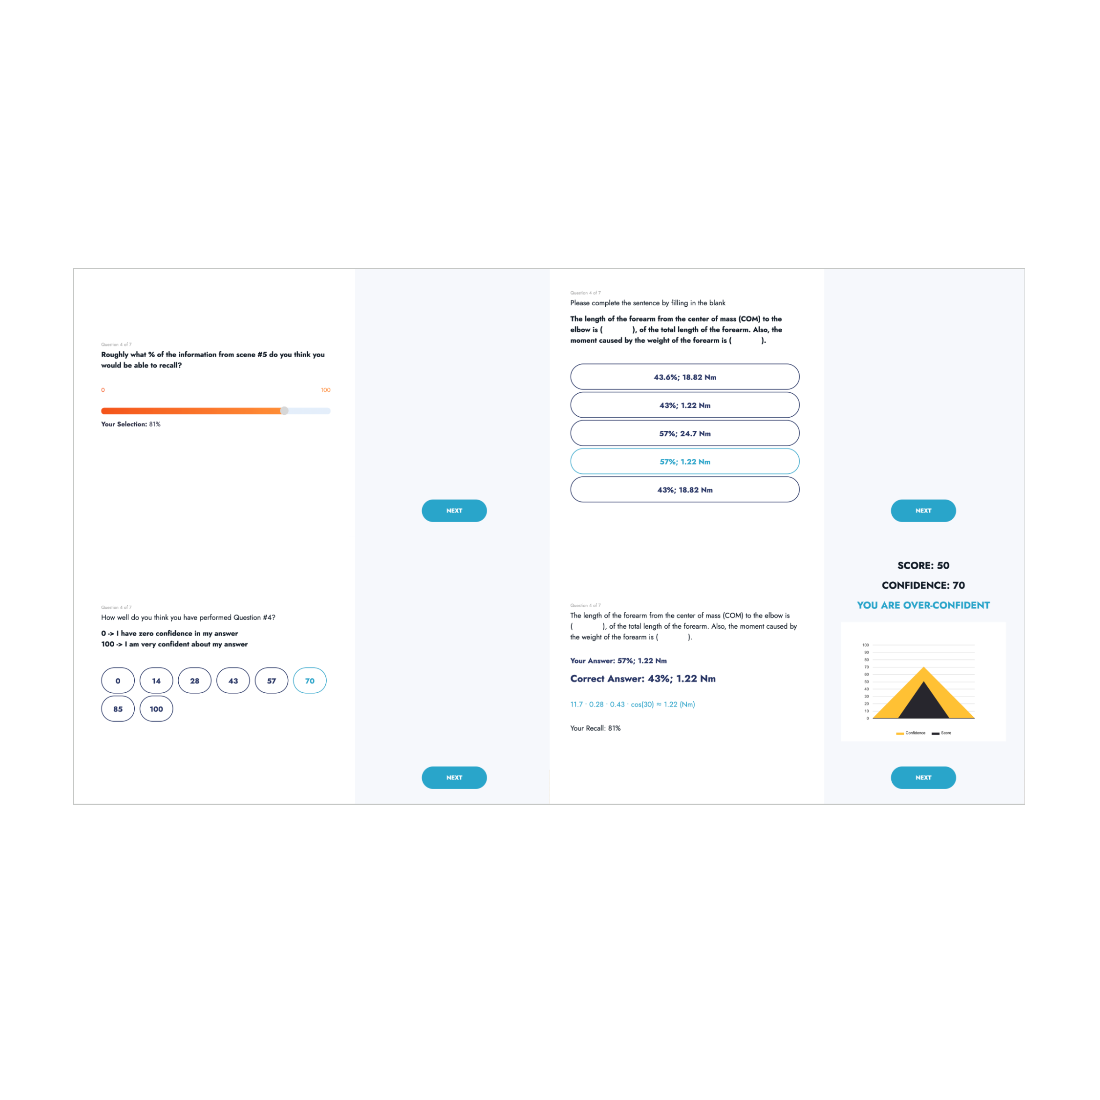 Question 4 of 7
Roughly what % of the information from scene #5 do you think you
would be able to recall?
0
100
Your Selection: 81%
NEXT
Question 4 of 7
Please complete the sentence by filling in the blank
The length of the forearm from the center of mass (COM) to the
elbow is ( ), of the total length of the forearm. Also, the
moment caused by the weight of the forearm is ( ).
43.6%; 18.82 Nm
43%; 1.22 Nm
57%; 24.7 Nm
57%; 1.22 Nm
43%; 18.82 Nm
NEXT
Question 4 of 7
How well do you think you have performed Question #4?
0 -> I have zero confidence in my answer
100 -> I am very confident about my answer
0
14
28
43
57
70
85
100
NEXT
Question 5 of 7
The length of the forearm from the center of mass (COM) to the elbow is
( ), of the total length of the forearm. Also, the moment caused by
the weight of the forearm is ( ).
Your Answer: 57%; 1.22 Nm
Correct Answer: 43%; 1.22 Nm
11.7 · 0.28 · 0.43 · cos(30) = 1.22 (Nm)
Your Recall: 81%
SCORE: 50
CONFIDENCE: 70
YOU ARE OVER-CONFIDENT
100
90
80
70
60
50
40
30
20
10
0
Confidence
Score
NEXT